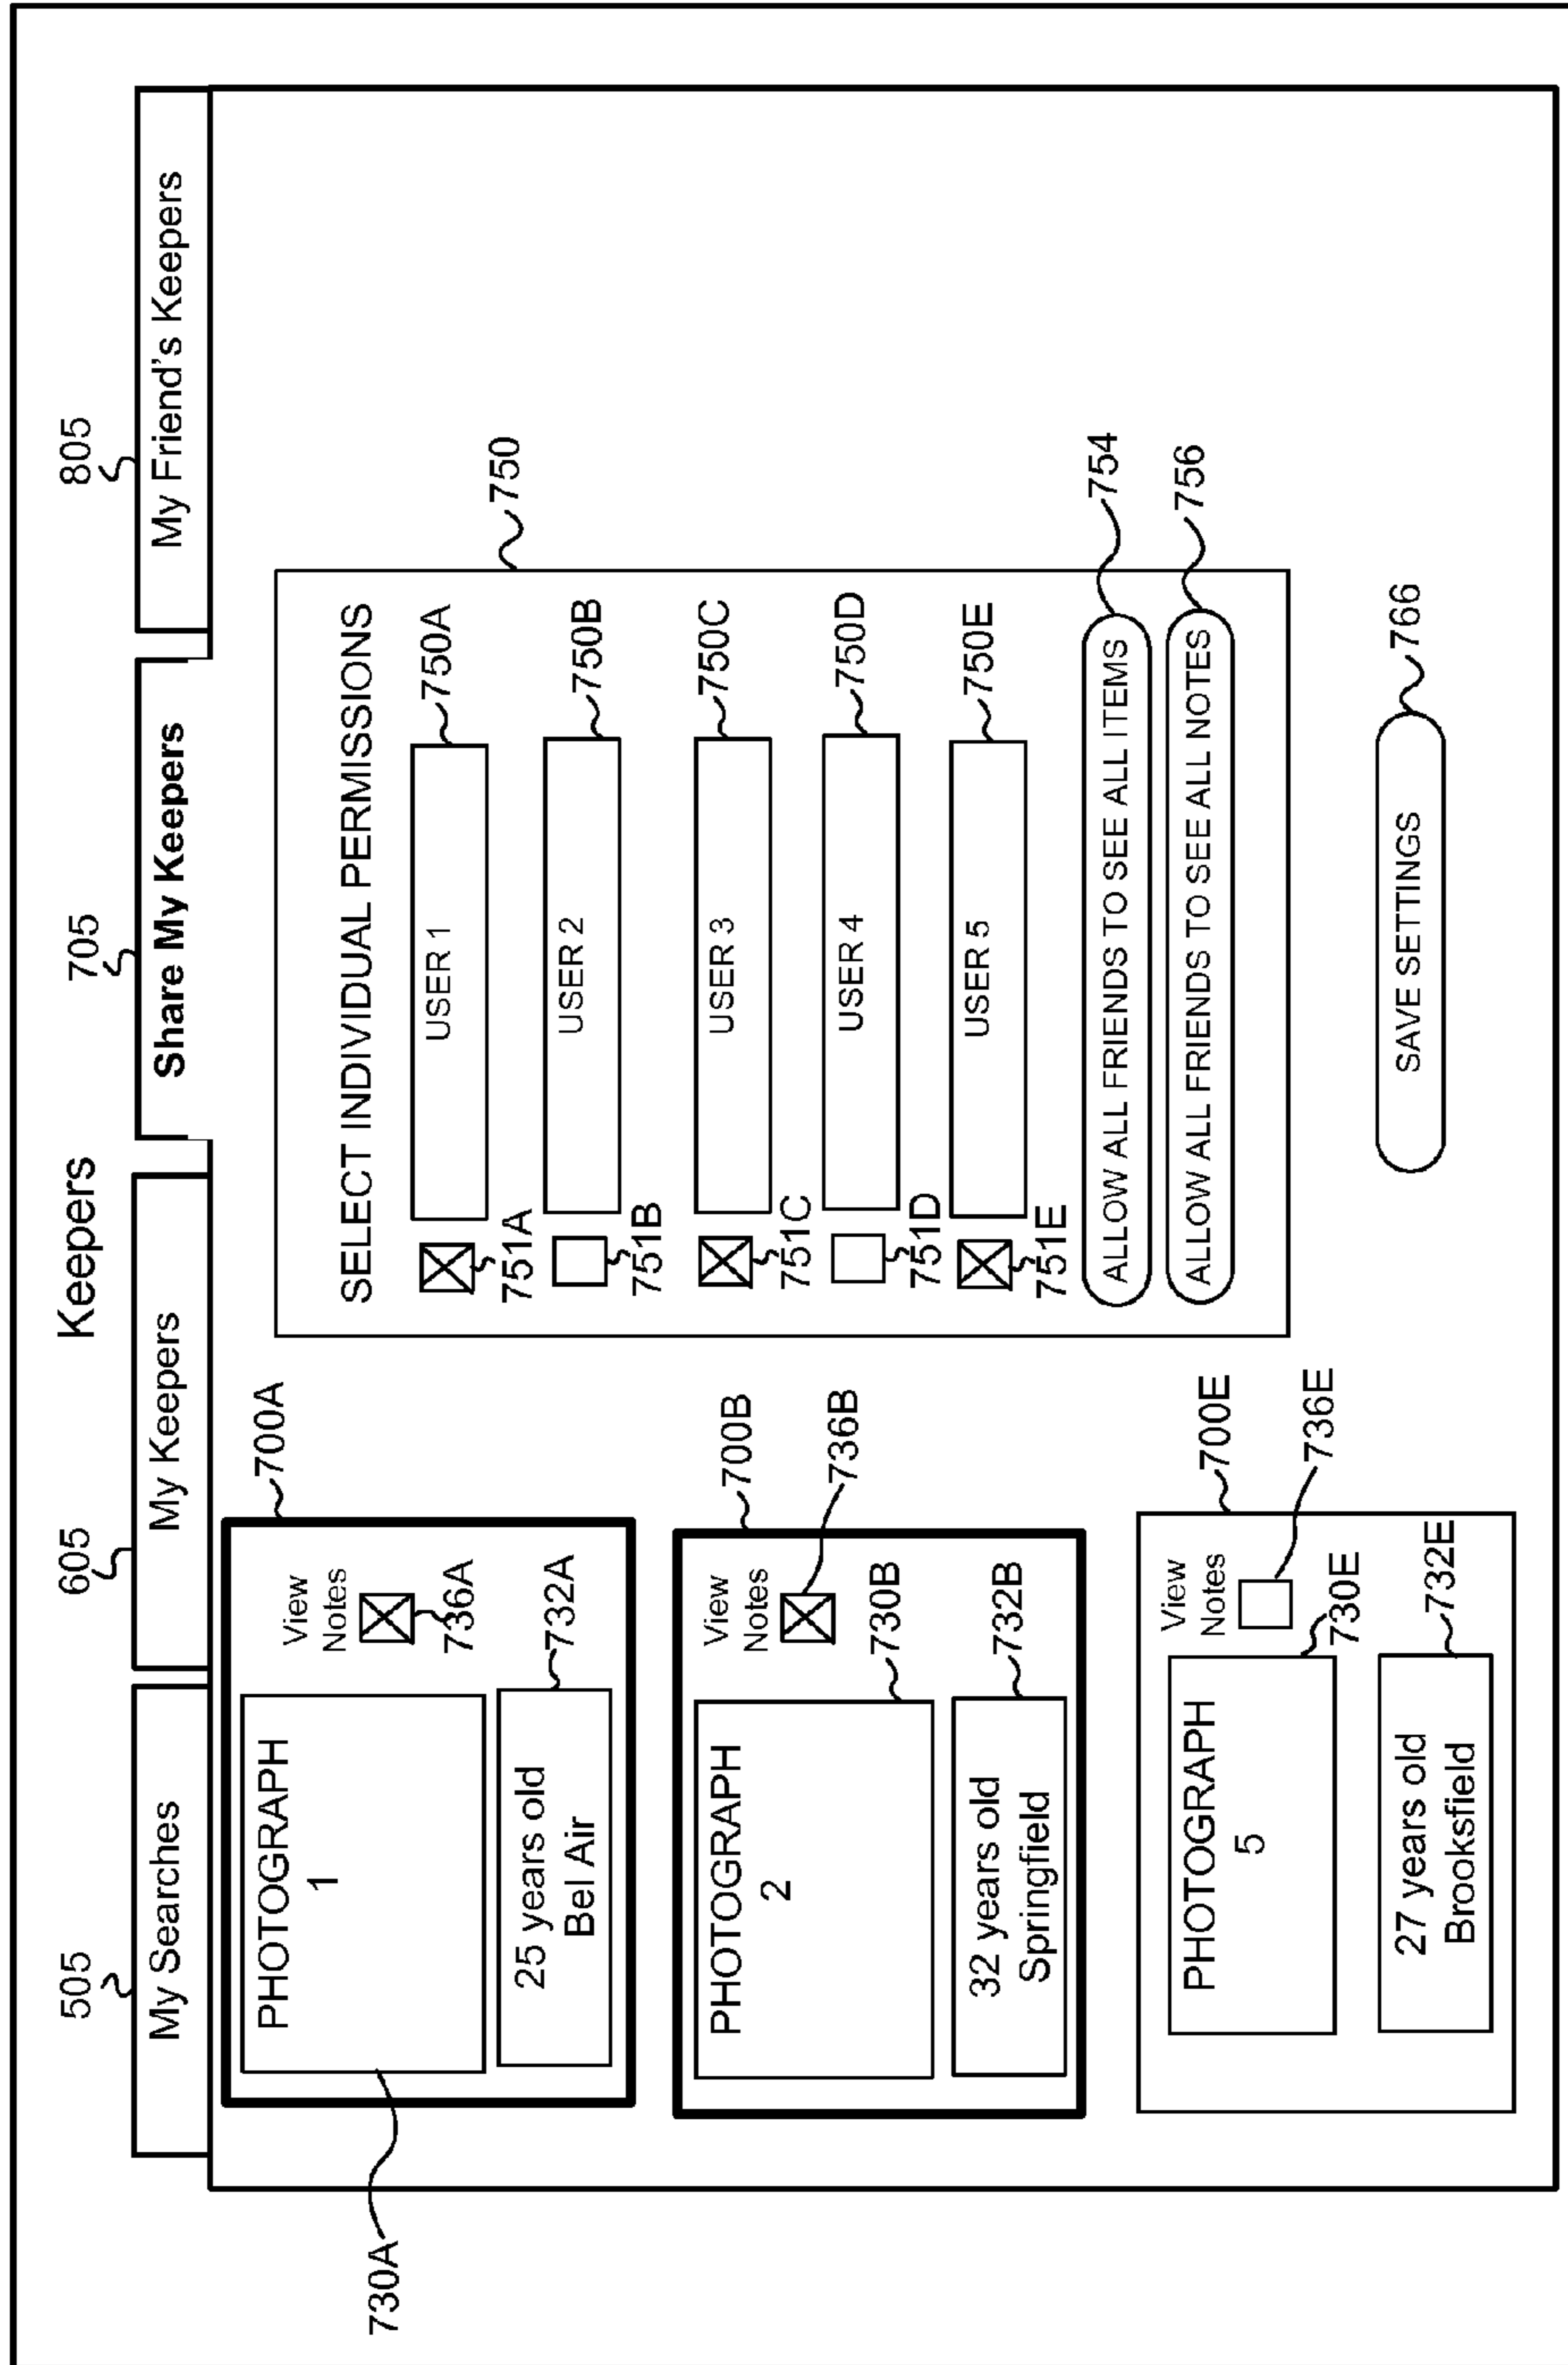 Keepers
505
605
705
805
My Searches
My Keepers
Share My Keepers
My Friend's Keepers
730A
PHOTOGRAPH
1
View
Notes
736A
25 years old
Bel Air
732A
700A
PHOTOGRAPH
2
View
Notes
736B
730B
32 years old
Springfield
732B
700B
PHOTOGRAPH
5
View
Notes
736E
730E
27 years old
Brooksfield
732E
700E
SELECT INDIVIDUAL PERMISSIONS
750
USER 1
750A
751A
USER 2
750B
751B
USER 3
750C
751C
USER 4
750D
751D
USER 5
750E
751E
ALLOW ALL FRIENDS TO SEE ALL ITEMS
754
ALLOW ALL FRIENDS TO SEE ALL NOTES
756
SAVE SETTINGS
766